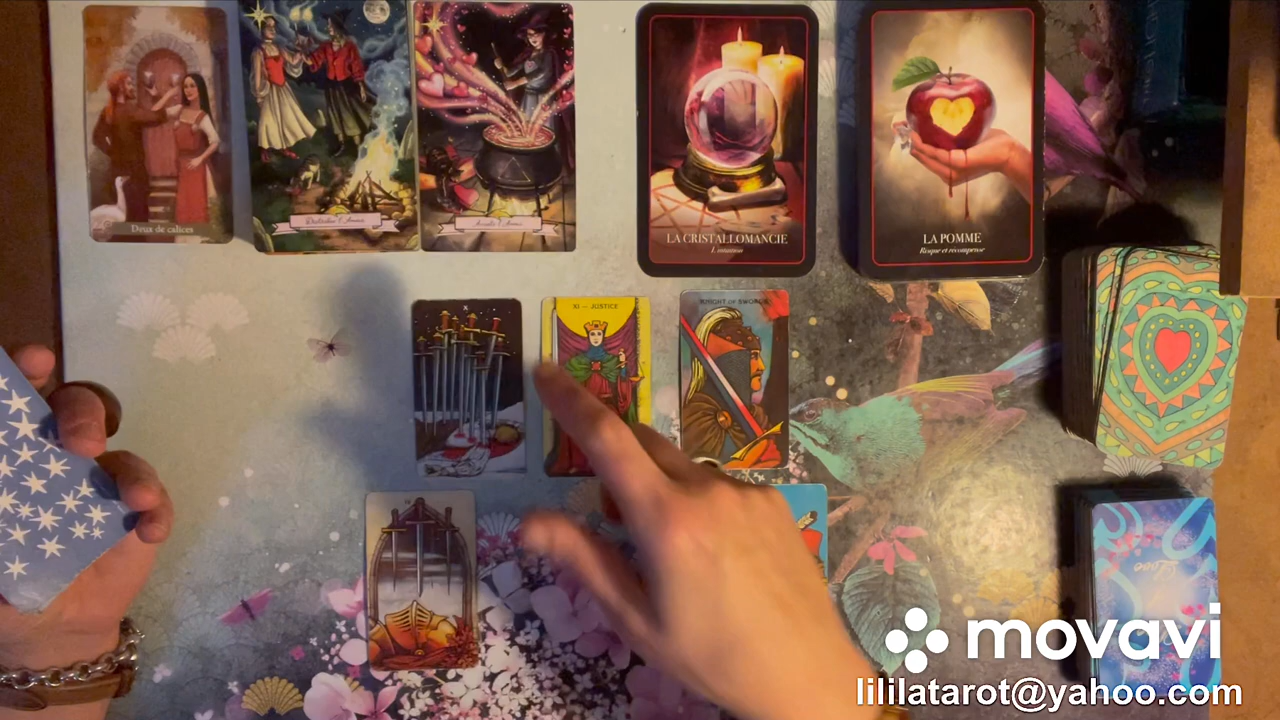 Deux de calices
LA CRISTALLOMANCIE
L'intuition
LA POMME
Risque et récompense
X
XI — JUSTICE
KNIGHT OF SWORDS
IV
movavi
lililatarot@yahoo.com